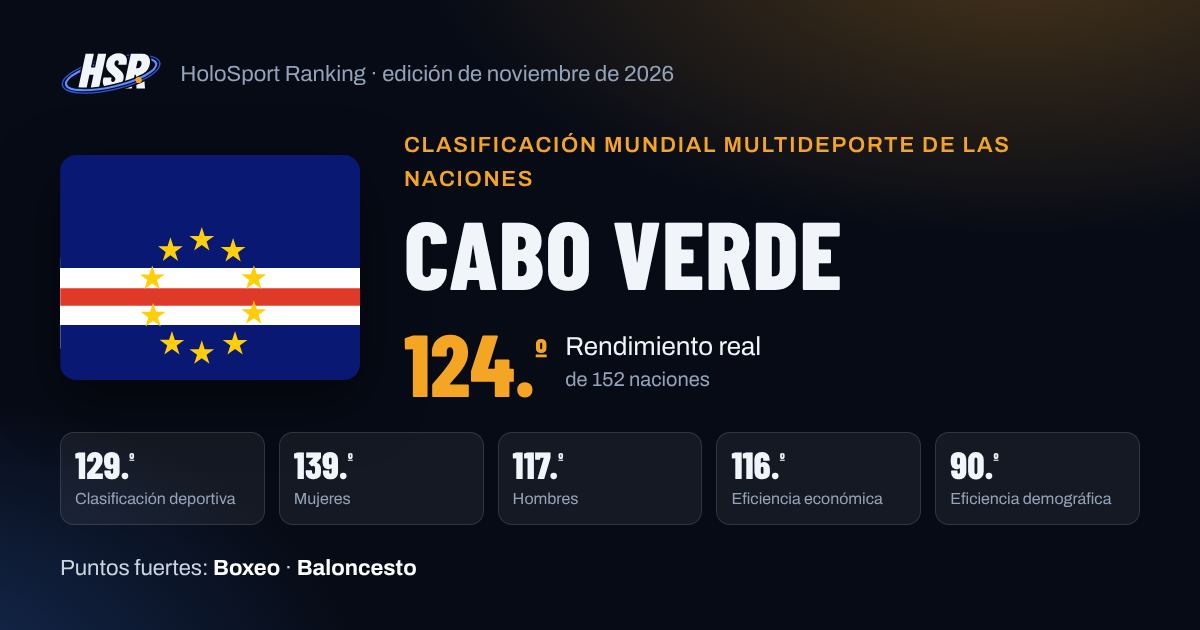 HSR
HoloSport Ranking · edición de noviembre de 2026
CLASIFICACIÓN MUNDIAL MULTIDEPORTE DE LAS
NACIONES
CABO VERDE
124.º
Rendimiento real
de 152 naciones
129.º
Clasificación deportiva
139.º
Mujeres
117.º
Hombres
116.º
Eficiencia económica
90.º
Eficiencia demográfica
Puntos fuertes: Boxeo · Baloncesto